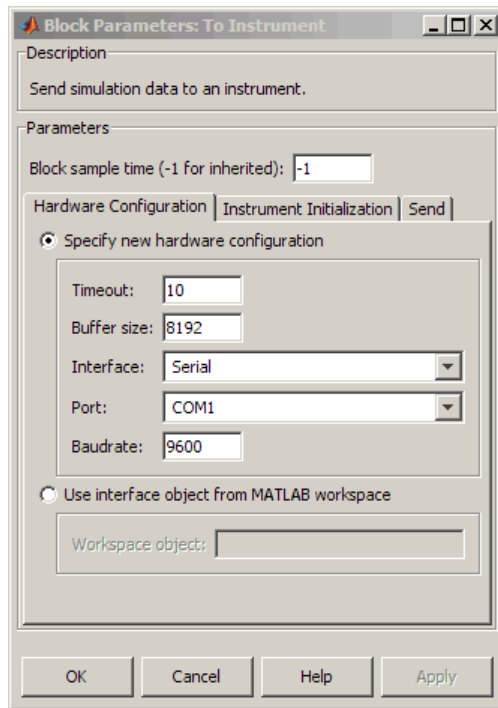 Block Parameters: To Instrument
Description
Send simulation data to an instrument.
Parameters
Block sample time (-1 for inherited): -1
Hardware Configuration Instrument Initialization Send
Specify new hardware configuration
Timeout: 10
Buffer size: 8192
Interface: Serial
Port: COM1
Baudrate: 9600
Use interface object from MATLAB workspace
Workspace object:
OK Cancel Help Apply